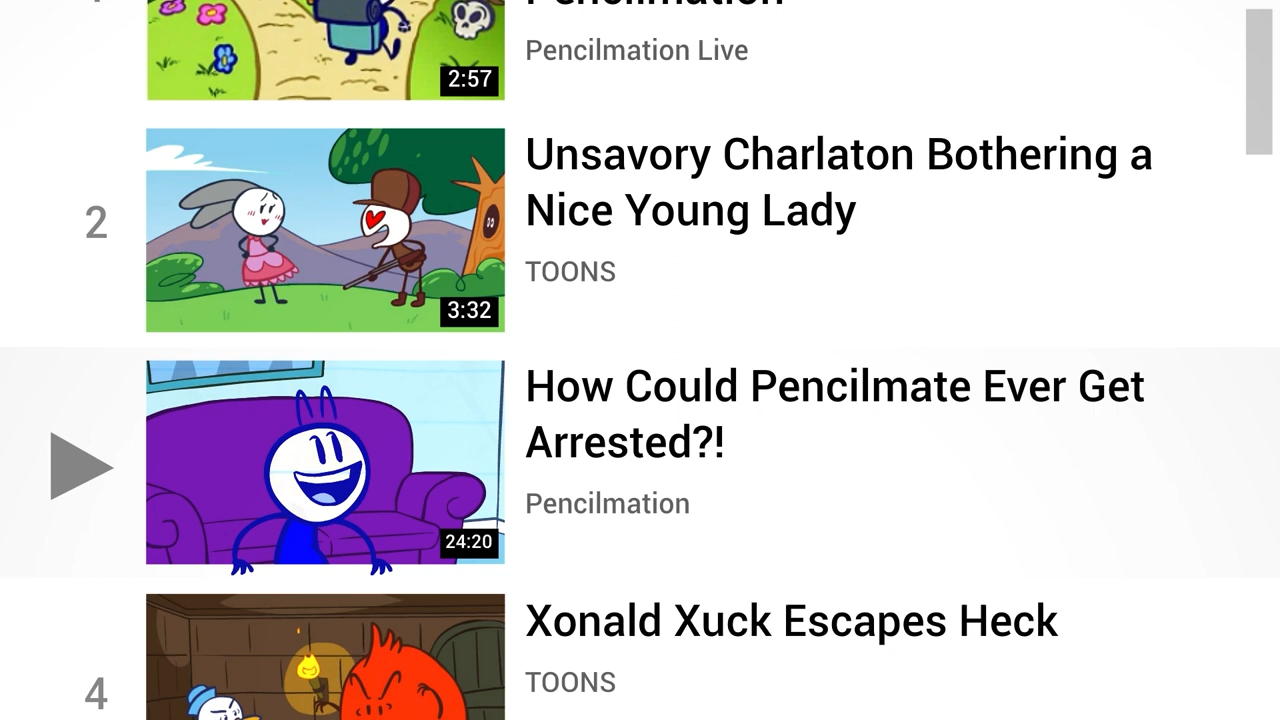 Pencilmation
Pencilmation Live
2:57
2
Unsavory Charlaton Bothering a
Nice Young Lady
TOONS
3:32
How Could Pencilmate Ever Get
Arrested?!
Pencilmation
24:20
4
Xonald Xuck Escapes Heck
TOONS